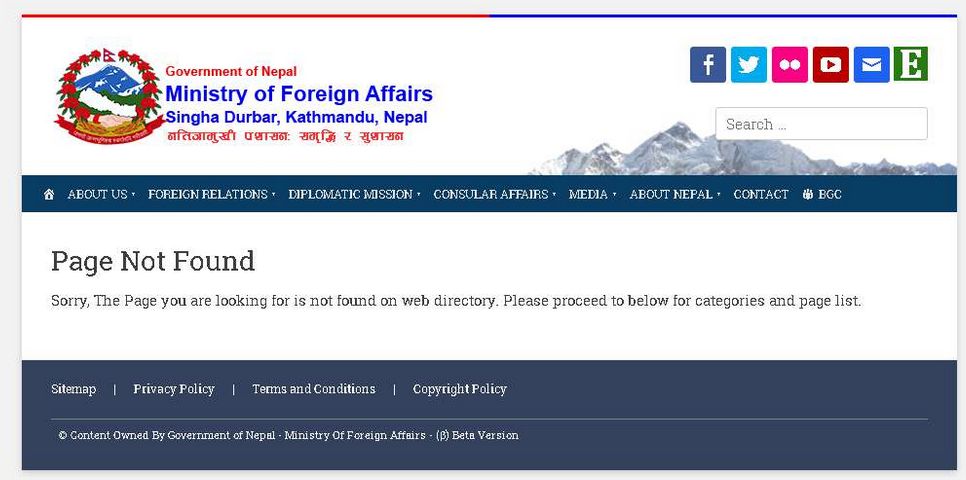 Government of Nepal
Ministry of Foreign Affairs
Singha Durbar, Kathmandu, Nepal
नतिजामुखी प्रशासन: समृद्धि र सुशासन
E
Search ...
ABOUT US FOREIGN RELATIONS DIPLOMATIC MISSION CONSULAR AFFAIRS MEDIA ABOUT NEPAL CONTACT BGC
Page Not Found
Sorry, The Page you are looking for is not found on web directory. Please proceed to below for categories and page list.
Sitemap | Privacy Policy | Terms and Conditions | Copyright Policy
© Content Owned By Government of Nepal - Ministry Of Foreign Affairs - (β) Beta Version